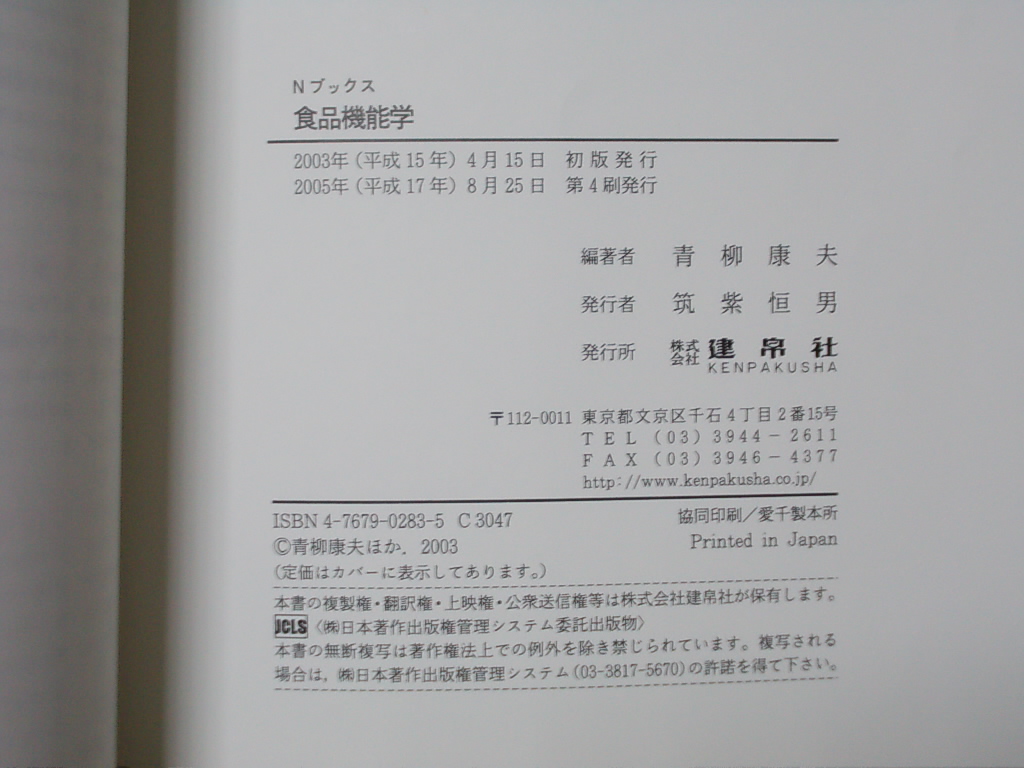 Nブックス
食品機能学
2003年(平成15年)4月15日 初版発行
2005年(平成17年)8月25日 第4刷発行
編著者 青柳康夫
発行者 筑紫恒男
発行所 株式会社 建帛社
KENPAKUSHA
〒112-0011 東京都文京区千石4丁目2番15号
TEL (03)3944-2611
FAX (03)3946-4377
http://www.kenpakusha.co.jp/
ISBN 4-7679-0283-5 C3047
協同印刷/愛千製本所
©青柳康夫ほか. 2003
Printed in Japan
(定価はカバーに表示してあります。)
本書の複製権・翻訳権・上映権・公衆送信権等は株式会社建帛社が保有します。
JCLS 〈㈱日本著作出版権管理システム委託出版物〉
本書の無断複写は著作権法上での例外を除き禁じられています。複写される
場合は,㈱日本著作出版権管理システム(03-3817-5670)の許諾を得て下さい。